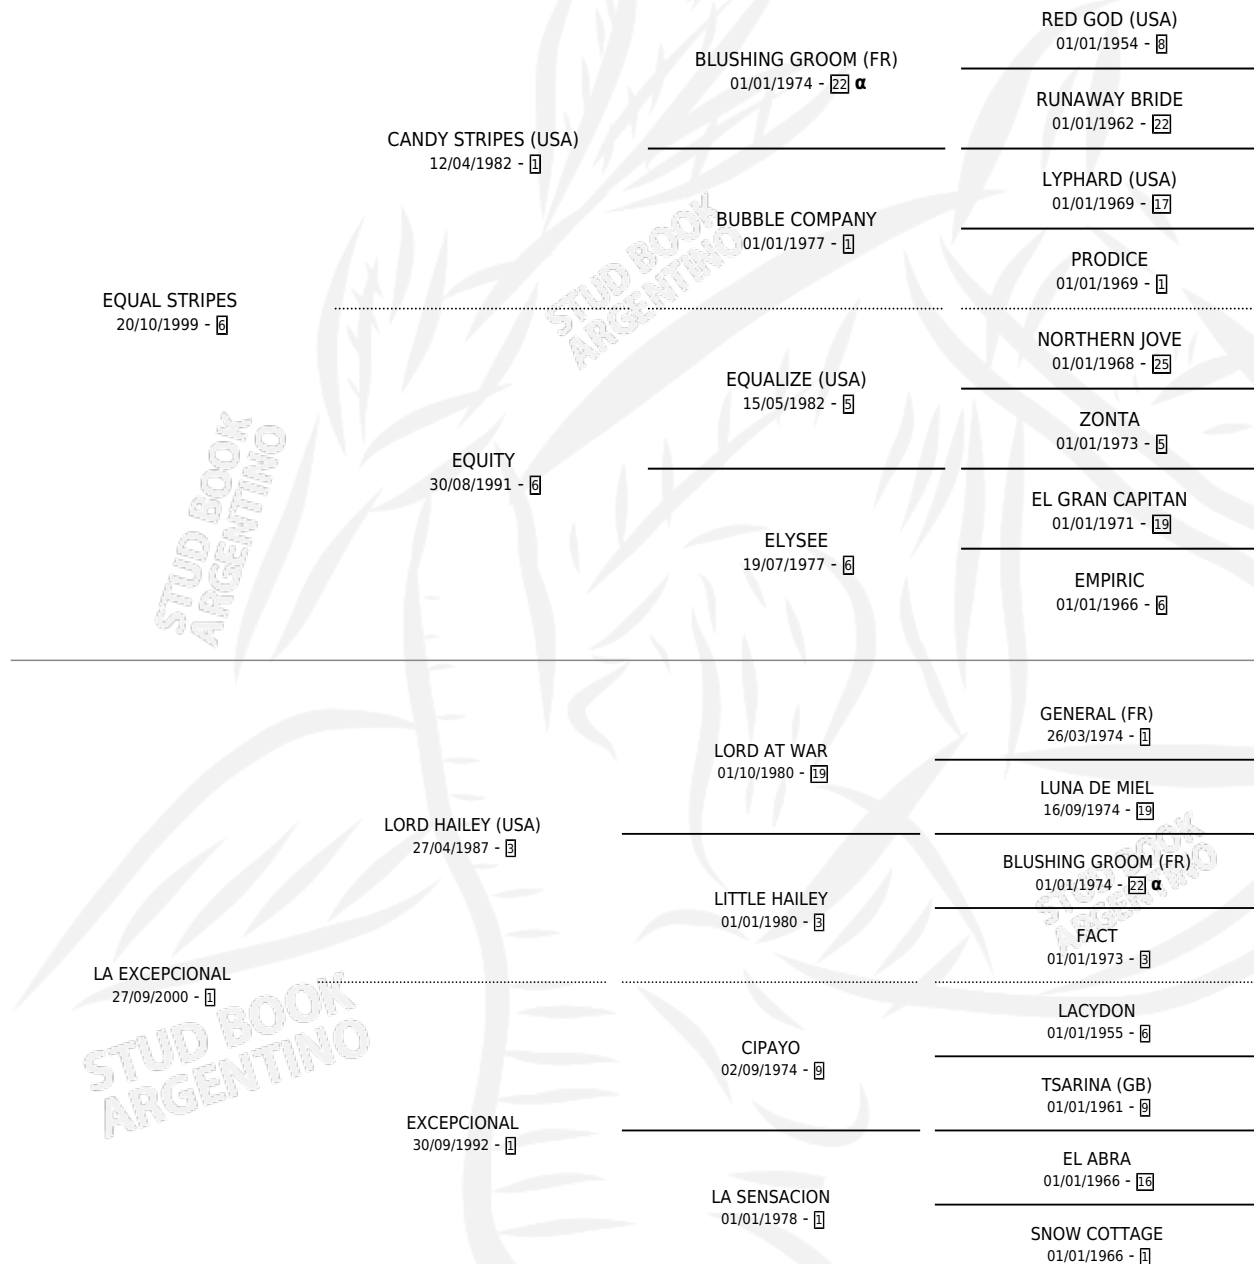 RED GOD (USA)
01/01/1954 - 8
BLUSHING GROOM (FR)
01/01/1974 - 22 α
RUNAWAY BRIDE
01/01/1962 - 22
CANDY STRIPES (USA)
12/04/1982 - 1
LYPHARD (USA)
01/01/1969 - 17
BUBBLE COMPANY
01/01/1977 - 1
PRODICE
01/01/1969 - 1
EQUAL STRIPES
20/10/1999 - 6
NORTHERN JOVE
01/01/1968 - 25
EQUALIZE (USA)
15/05/1982 - 5
ZONTA
01/01/1973 - 5
EQUITY
30/08/1991 - 6
EL GRAN CAPITAN
01/01/1971 - 19
ELYSEE
19/07/1977 - 6
EMPIRIC
01/01/1966 - 6
GENERAL (FR)
26/03/1974 - 1
LORD AT WAR
01/10/1980 - 19
LUNA DE MIEL
16/09/1974 - 19
LORD HAILEY (USA)
27/04/1987 - 3
BLUSHING GROOM (FR)
01/01/1974 - 22 α
LITTLE HAILEY
01/01/1980 - 3
FACT
01/01/1973 - 3
LA EXCEPCIONAL
27/09/2000 - 1
LACYDON
01/01/1955 - 6
CIPAYO
02/09/1974 - 9
TSARINA (GB)
01/01/1961 - 9
EXCEPCIONAL
30/09/1992 - 1
EL ABRA
01/01/1966 - 16
LA SENSACION
01/01/1978 - 1
SNOW COTTAGE
01/01/1966 - 1
STUD BOOK
ARGENTINO
STUD BOOK
ARGENTINO
STUD BOOK
ARGENTINO
STUD BOOK
ARGENTINO